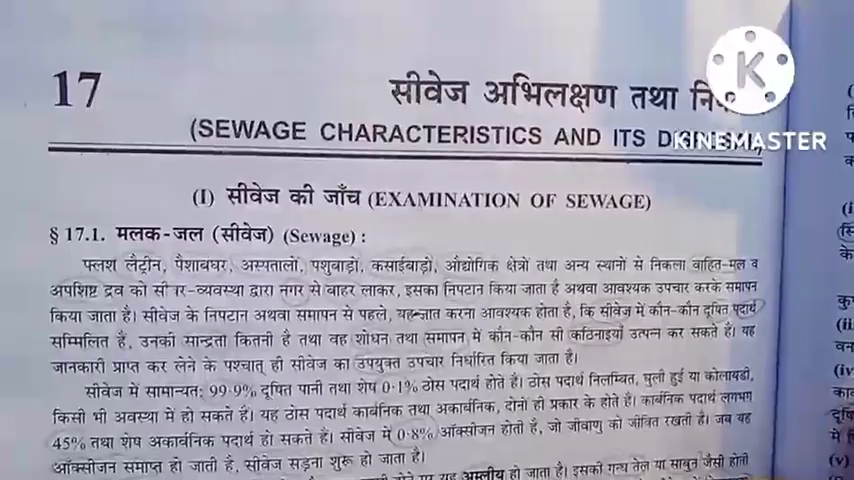 17
सीवेज अभिलक्षण तथा
(SEWAGE CHARACTERISTICS AND ITS
K
KINEMASTER
(I) सीवेज की जाँच (EXAMINATION OF SEWAGE)
§ 17.1. मलक-जल (सीवेज) (Sewage) :
फ्लश लैट्रीन, पैशाबघर, अस्पतालों, पशुबाड़ों, कसाईबाड़ों, औद्योगिक क्षेत्रों तथा अन्य स्थानों से निकला वाहित-मल व
अपशिष्ट द्रव को सीवर-व्यवस्था द्वारा नगर से बाहर लाकर, इसका निपटान किया जाता है अथवा आवश्यक उपचार करके समापन
किया जाता है। सीवेज के निपटान अथवा समापन से पहले, यह ज्ञात करना आवश्यक होता है, कि सीवेज में कौन-कौन दूषित पदार्थ
सम्मिलित हैं, उनकी सान्द्रता कितनी है तथा वह शोधन तथा समापन में कौन-कौन सी कठिनाइयाँ उत्पन्न कर सकते हैं। यह
जानकारी प्राप्त कर लेने के पश्चात् ही सीवेज का उपयुक्त उपचार निर्धारित किया जाता है।
सीवेज में सामान्यत: 99·9% दूषित पानी तथा शेष 0·1% ठोस पदार्थ होते हैं। ठोस पदार्थ निलम्बित, घुली हुई या कोलायडी,
किसी भी अवस्था में हो सकते हैं। यह ठोस पदार्थ कार्बनिक तथा अकार्बनिक, दोनों ही प्रकार के होते हैं। कार्बनिक पदार्थ लगभग
45% तथा शेष अकार्बनिक पदार्थ हो सकते हैं। सीवेज में 0·8% ऑक्सीजन होती है, जो जीवाणु को जीवित रखती है। जब यह
ऑक्सीजन समाप्त हो जाती है, सीवेज सड़ना शुरू हो जाता है।
होने पर यह अम्लीय हो जाता है। इसकी गन्ध तेल या साबुन जैसी होती